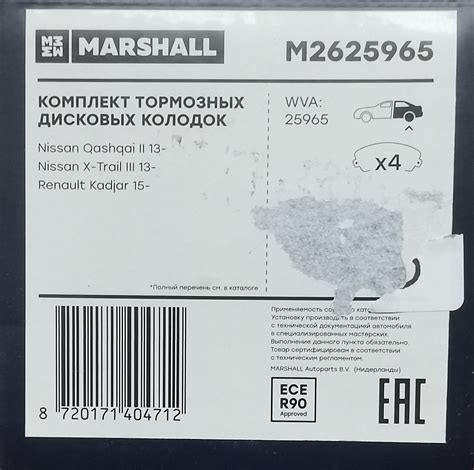 MARSHALL
M2625965
КОМПЛЕКТ ТОРМОЗНЫХ
ДИСКОВЫХ КОЛОДОК
WVA:
25965
Nissan Qashqai II 13-
Nissan X-Trail III 13-
Renault Kadjar 15-
x4
*Полный перечень см. в каталоге
Применяемость
Установку производить в соответствии
с технической документацией автомобиля
в специализированных мастерских.
Выполнение данного пункта обязательно.
Товар сертифицирован в соответствии
с техническим регламентом.
MARSHALL Autoparts B.V. (Нидерланды)
8 720171 404712
ECE
R90
Approved
EAC